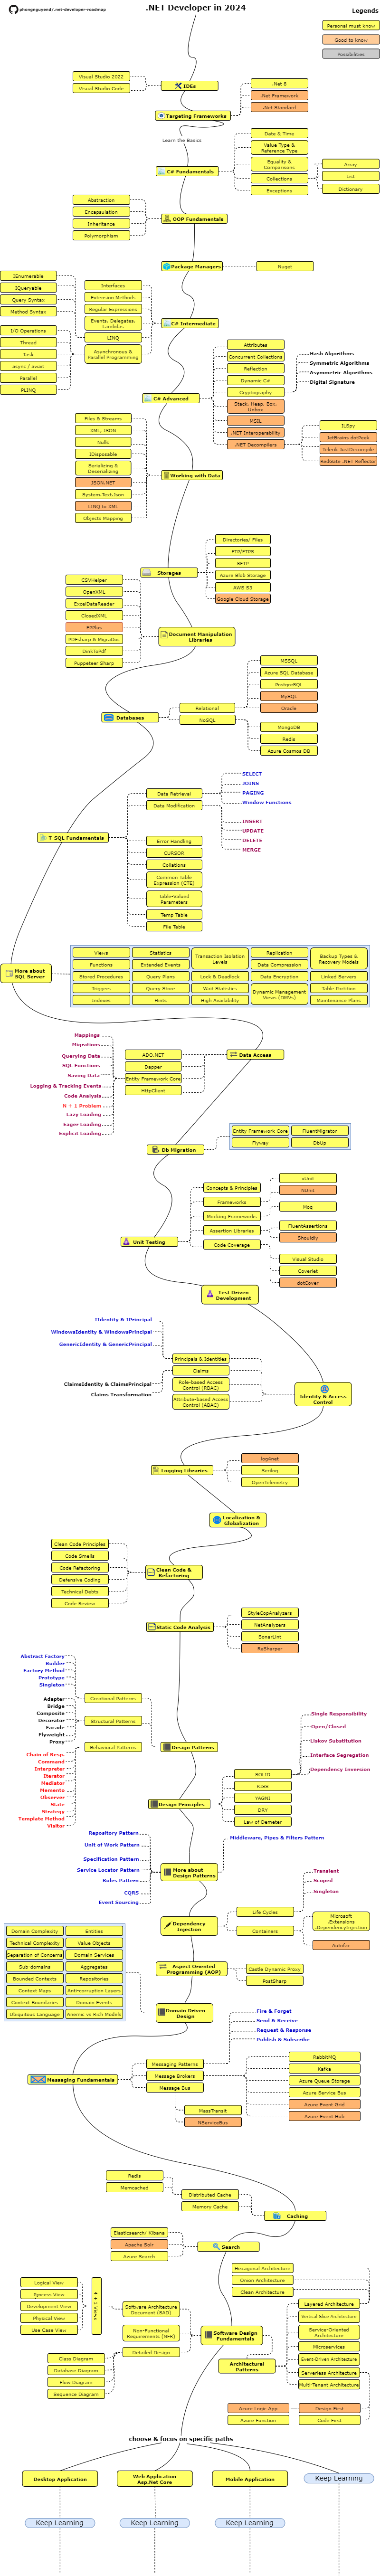 phongnguyend/.net-developer-roadmap
.NET Developer in 2024
Legends
Personal must know
Good to know
Possibilities
Visual Studio 2022
Visual Studio Code
IDEs
.Net 8
.Net Framework
.Net Standard
Targeting Frameworks
Learn the Basics
Date & Time
Value Type &
Reference Type
Equality &
Comparisons
Collections
Exceptions
Array
List
Dictionary
C# Fundamentals
Abstraction
Encapsulation
Inheritance
Polymorphism
OOP Fundamentals
Package Managers
Nuget
IEnumerable
IQueryable
Query Syntax
Method Syntax
I/O Operations
Thread
Task
async / await
Parallel
PLINQ
Interfaces
Extension Methods
Regular Expressions
Events, Delegates,
Lambdas
LINQ
Asynchronous &
Parallel Programming
C# Intermediate
Attributes
Concurrent Collections
Reflection
Dynamic C#
Cryptography
Stack, Heap, Box,
Unbox
MSIL
.NET Interoperability
.NET Decompilers
Hash Algorithms
Symmetric Algorithms
Asymmetric Algorithms
Digital Signature
C# Advanced
ILSpy
JetBrains dotPeek
Telerik JustDecompile
RedGate .NET Reflector
Files & Streams
XML, JSON
Nulls
IDisposable
Serializing &
Deserializing
JSON.NET
System.Text.Json
LINQ to XML
Objects Mapping
Working with Data
Directories/ Files
FTP/FTPS
SFTP
Azure Blob Storage
AWS S3
Google Cloud Storage
Storages
CSVHelper
OpenXML
ExcelDataReader
ClosedXML
EPPlus
PDFsharp & MigraDoc
DinkToPdf
Puppeteer Sharp
Document Manipulation
Libraries
MSSQL
Azure SQL Database
PostgreSQL
MySQL
Oracle
Relational
NoSQL
MongoDB
Redis
Azure Cosmos DB
Databases
SELECT
JOINS
PAGING
Window Functions
INSERT
UPDATE
DELETE
MERGE
Data Retrieval
Data Modification
Error Handling
CURSOR
Collations
Common Table
Expression (CTE)
Table-Valued
Parameters
Temp Table
File Table
T-SQL Fundamentals
More about
SQL Server
Views
Statistics
Transaction Isolation
Levels
Replication
Backup Types &
Recovery Models
Functions
Extended Events
Data Compression
Stored Procedures
Query Plans
Lock & Deadlock
Data Encryption
Linked Servers
Triggers
Query Store
Wait Statistics
Dynamic Management
Views (DMVs)
Table Partition
Indexes
Hints
High Availability
Maintenance Plans
Mappings
Migrations
Querying Data
SQL Functions
Saving Data
Logging & Tracking Events
Code Analysis
N + 1 Problem
Lazy Loading
Eager Loading
Explicit Loading
ADO.NET
Dapper
Entity Framework Core
HttpClient
Data Access
Entity Framework Core
FluentMigrator
Flyway
DbUp
Db Migration
Concepts & Principles
Frameworks
Mocking Frameworks
Assertion Libraries
Code Coverage
xUnit
NUnit
Moq
FluentAssertions
Shouldly
Visual Studio
Coverlet
dotCover
Unit Testing
Test Driven
Development
IIdentity & IPrincipal
WindowsIdentity & WindowsPrincipal
GenericIdentity & GenericPrincipal
ClaimsIdentity & ClaimsPrincipal
Claims Transformation
Principals & Identities
Claims
Role-based Access
Control (RBAC)
Attribute-based Access
Control (ABAC)
Identity & Access
Control
log4net
Serilog
OpenTelemetry
Logging Libraries
Localization &
Globalization
Clean Code Principles
Code Smells
Code Refactoring
Defensive Coding
Technical Debts
Code Review
Clean Code &
Refactoring
StyleCopAnalyzers
NetAnalyzers
SonarLint
ReSharper
Static Code Analysis
Abstract Factory
Builder
Factory Method
Prototype
Singleton
Adapter
Bridge
Composite
Decorator
Facade
Flyweight
Proxy
Chain of Resp.
Command
Interpreter
Iterator
Mediator
Memento
Observer
State
Strategy
Template Method
Visitor
Creational Patterns
Structural Patterns
Behavioral Patterns
Design Patterns
Single Responsibility
Open/Closed
Liskov Substitution
Interface Segregation
Dependency Inversion
SOLID
KISS
YAGNI
DRY
Law of Demeter
Design Principles
Repository Pattern
Unit of Work Pattern
Specification Pattern
Service Locator Pattern
Rules Pattern
CQRS
Event Sourcing
Middleware, Pipes & Filters Pattern
More about
Design Patterns
Transient
Scoped
Singleton
Life Cycles
Containers
Microsoft
.Extensions
.DependencyInjection
Autofac
Dependency
Injection
Castle Dynamic Proxy
PostSharp
Aspect Oriented
Programming (AOP)
Domain Complexity
Entities
Technical Complexity
Value Objects
Separation of Concerns
Domain Services
Sub-domains
Aggregates
Bounded Contexts
Repositories
Context Maps
Anti-corruption Layers
Context Boundaries
Domain Events
Ubiquitous Language
Anemic vs Rich Models
Domain Driven
Design
Fire & Forget
Send & Receive
Request & Response
Publish & Subscribe
Messaging Patterns
Message Brokers
Message Bus
RabbitMQ
Kafka
Azure Queue Storage
Azure Service Bus
Azure Event Grid
Azure Event Hub
MassTransit
NServiceBus
Messaging Fundamentals
Redis
Memcached
Distributed Cache
Memory Cache
Caching
Elasticsearch/ Kibana
Apache Solr
Azure Search
Search
Hexagonal Architecture
Onion Architecture
Clean Architecture
Layered Architecture
Vertical Slice Architecture
Service-Oriented
Architecture
Microservices
Event-Driven Architecture
Serverless Architecture
Multi-Tenant Architecture
Logical View
Process View
Development View
Physical View
Use Case View
4 + 1 Views
Software Architecture
Document (SAD)
Non-Functional
Requirements (NFR)
Detailed Design
Class Diagram
Database Diagram
Flow Diagram
Sequence Diagram
Software Design
Fundamentals
Architectural
Patterns
Azure Logic App
Design First
Azure Function
Code First
choose & focus on specific paths
Desktop Application
Web Application
Asp.Net Core
Mobile Application
Keep Learning
Keep Learning
Keep Learning
Keep Learning